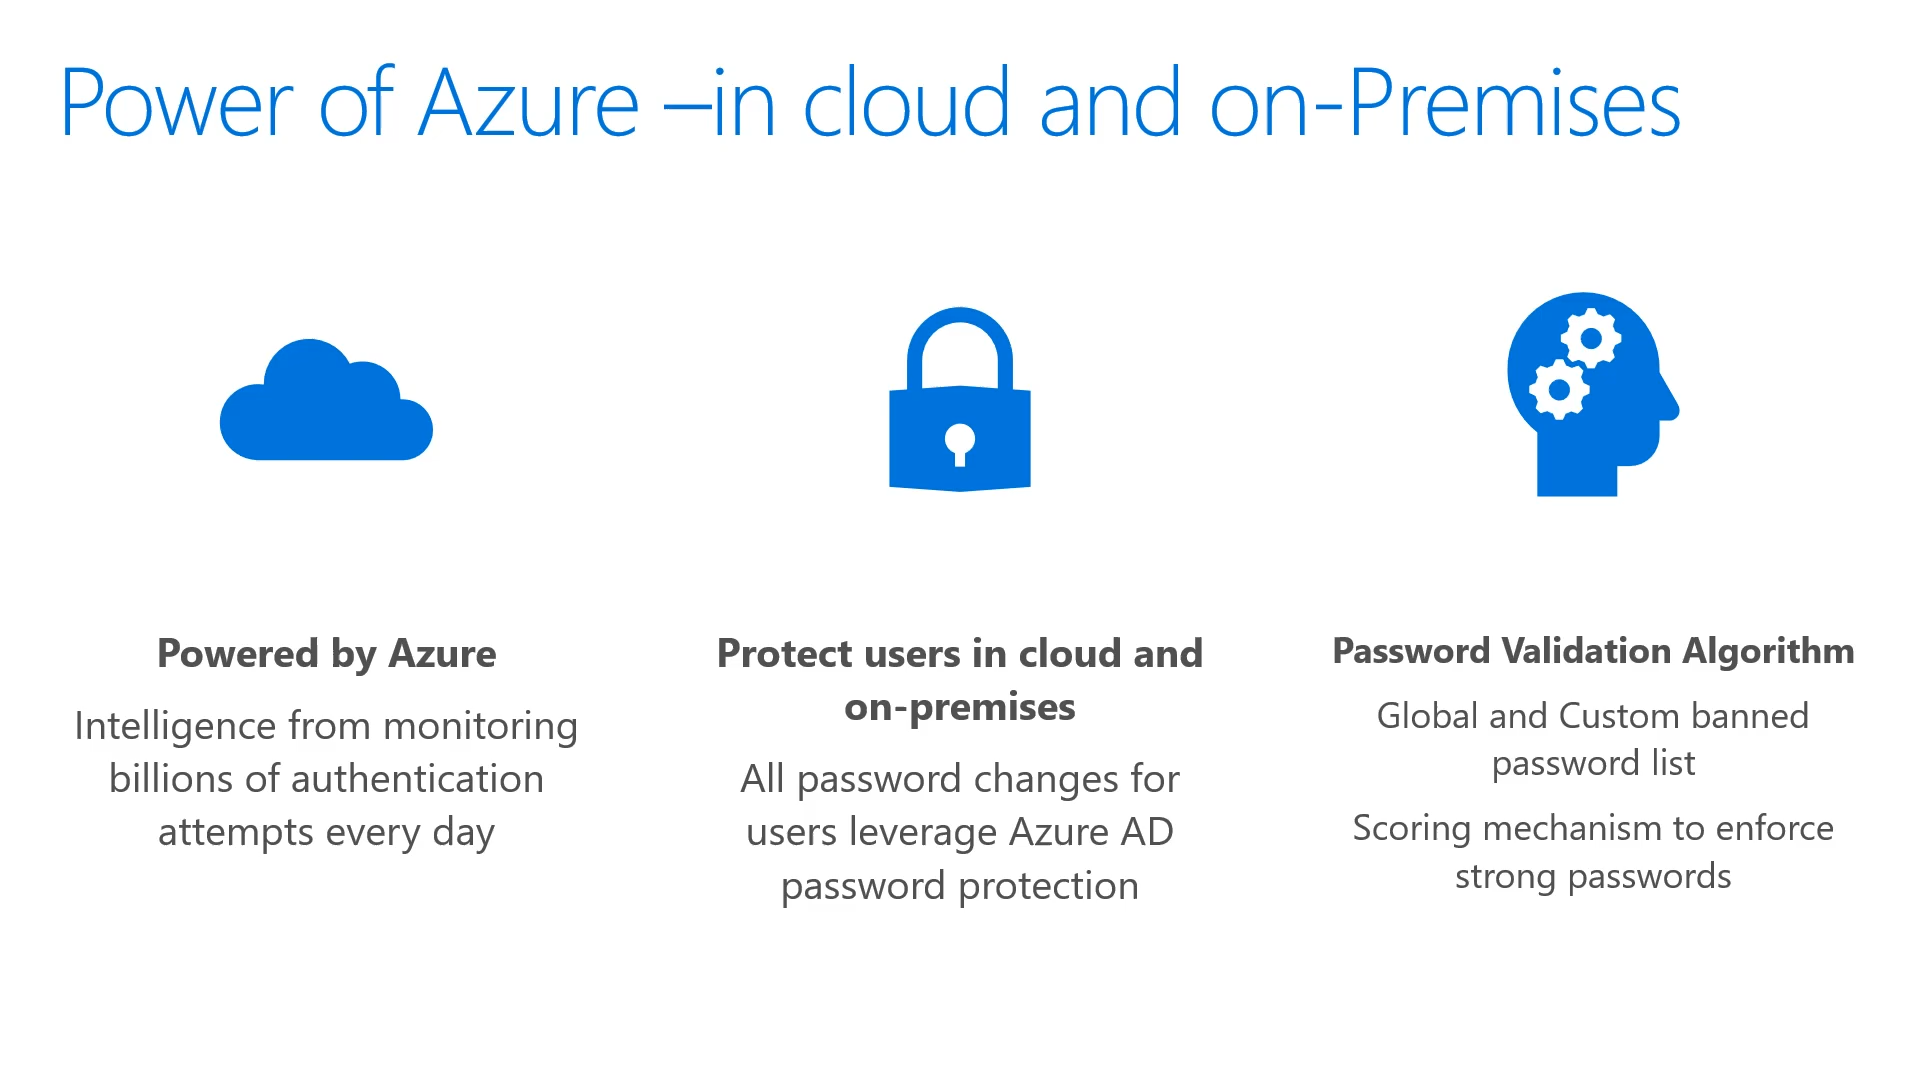 Power of Azure –in cloud and on-Premises
Powered by Azure
Intelligence from monitoring
billions of authentication
attempts every day
Protect users in cloud and
on-premises
All password changes for
users leverage Azure AD
password protection
Password Validation Algorithm
Global and Custom banned
password list
Scoring mechanism to enforce
strong passwords